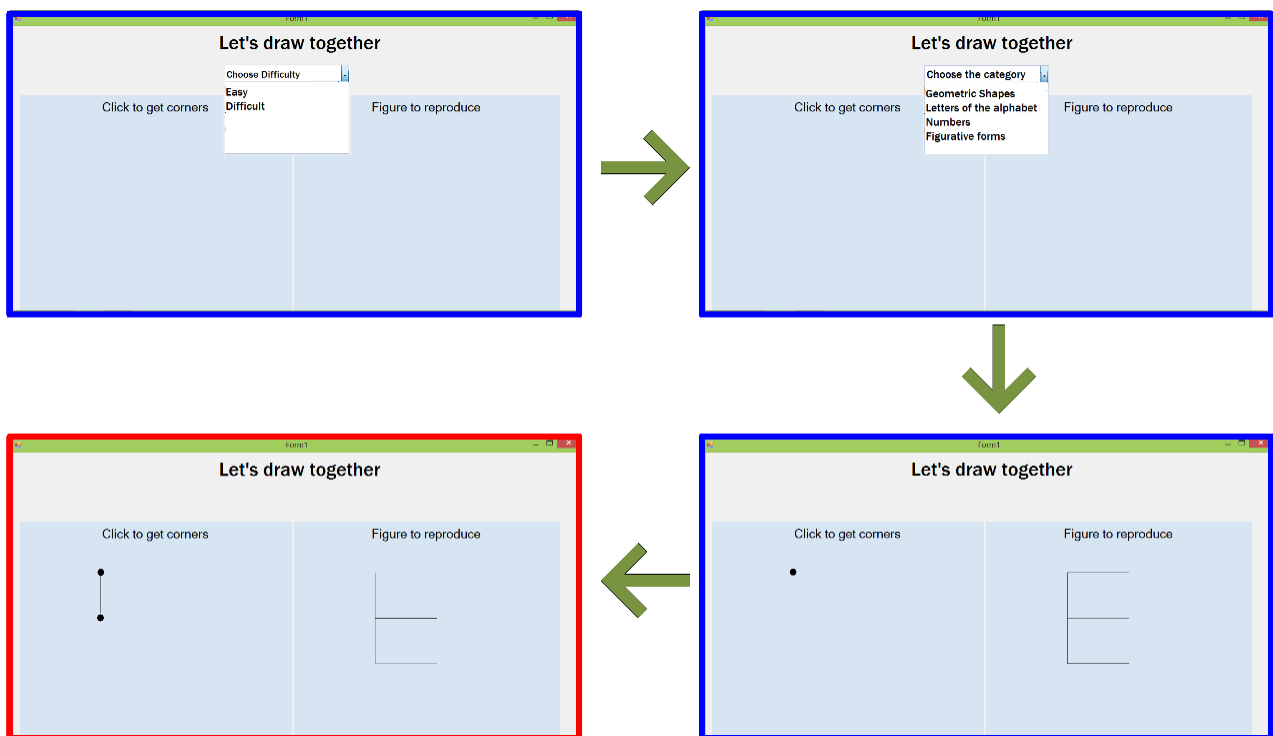 Form1
Let's draw together
Choose Difficulty
Easy
Difficult
Click to get corners
Figure to reproduce
Form1
Let's draw together
Choose the category
Geometric Shapes
Letters of the alphabet
Numbers
Figurative forms
Click to get corners
Figure to reproduce
Form1
Let's draw together
Click to get corners
Figure to reproduce
E
Form1
Let's draw together
Click to get corners
Figure to reproduce
E